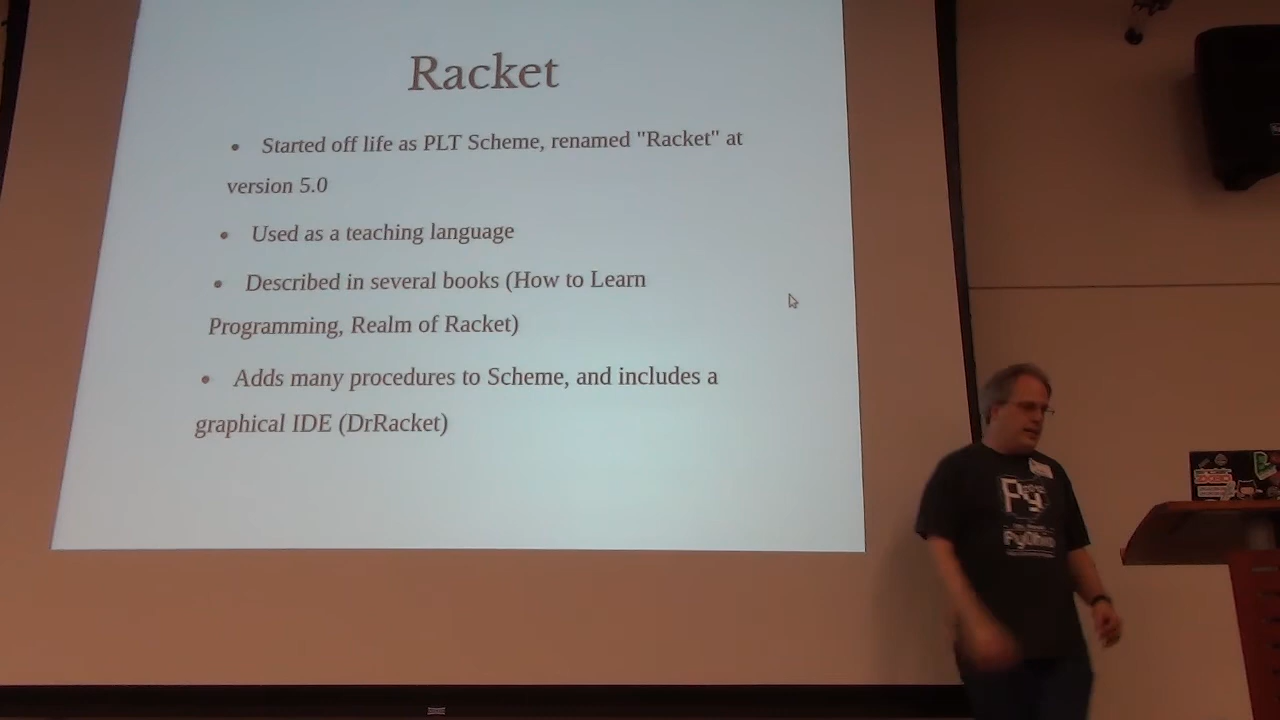 Racket
• Started off life as PLT Scheme, renamed "Racket" at
version 5.0
• Used as a teaching language
• Described in several books (How to Learn
Programming, Realm of Racket)
• Adds many procedures to Scheme, and includes a
graphical IDE (DrRacket)
Py
PyOhio